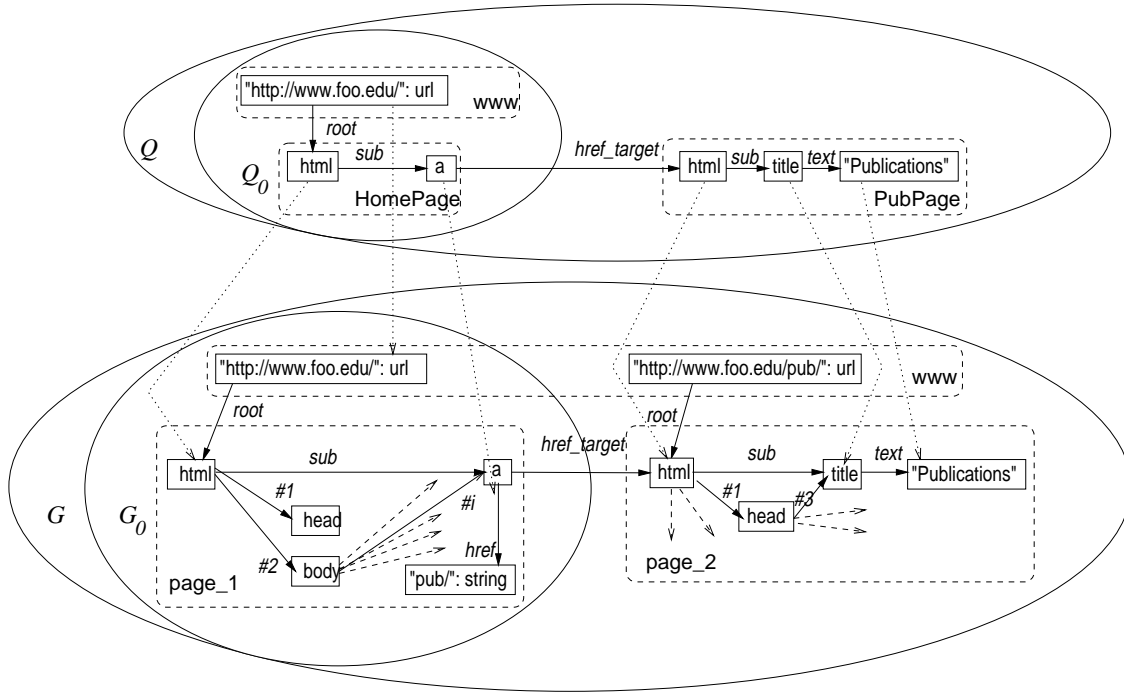 "http://www.foo.edu/": url
www
root
Q
Q0
html
sub
a
HomePage
href_target
html
sub
title
text
"Publications"
PubPage
"http://www.foo.edu/": url
"http://www.foo.edu/pub/": url
www
root
root
G
G0
html
sub
a
href_target
html
sub
title
text
"Publications"
#1
head
#2
body
#i
href
"pub/": string
page_1
#1
head
#3
page_2